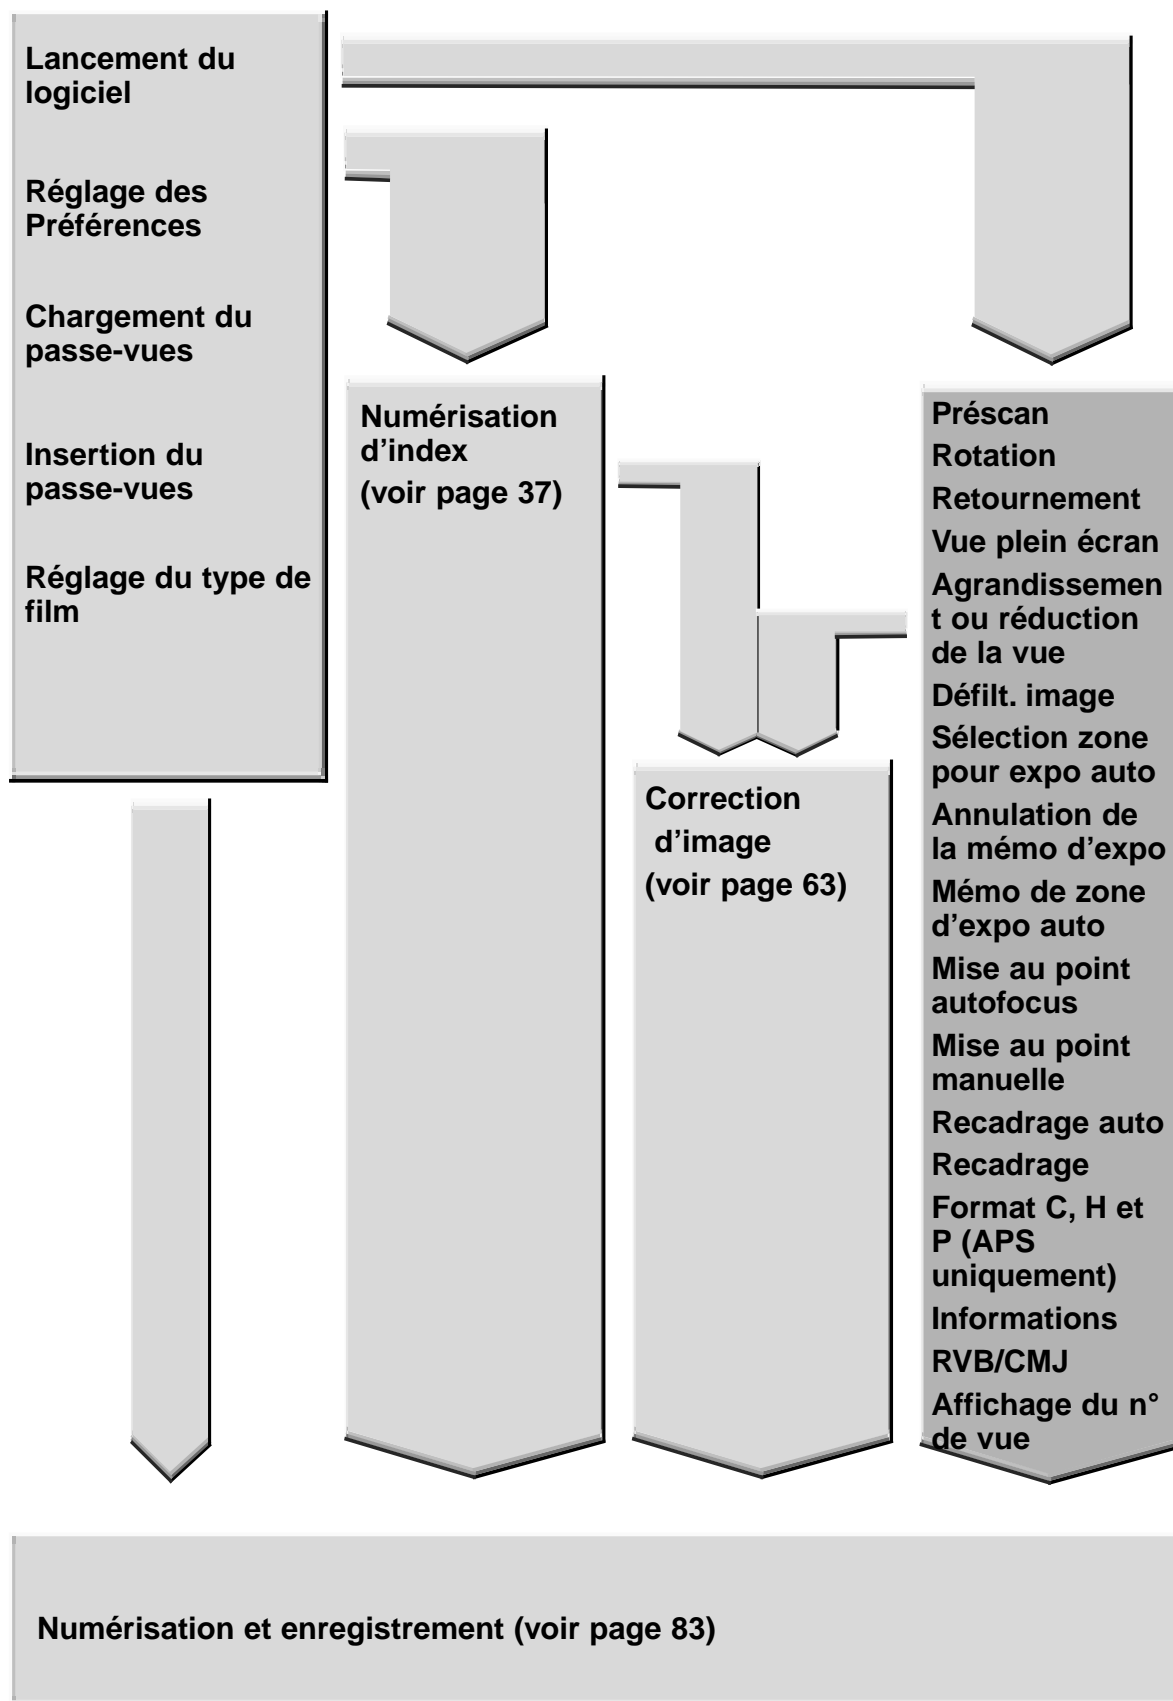 Lancement du
logiciel
Réglage des
Préférences
Chargement du
passe-vues
Insertion du
passe-vues
Réglage du type de
film
Numérisation
d’index
(voir page 37)
Correction
d’image
(voir page 63)
Préscan
Rotation
Retournement
Vue plein écran
Agrandissemen
t ou réduction
de la vue
Défilt. image
Sélection zone
pour expo auto
Annulation de
la mémo d’expo
Mémo de zone
d’expo auto
Mise au point
autofocus
Mise au point
manuelle
Recadrage auto
Recadrage
Format C, H et
P (APS
uniquement)
Informations
RVB/CMJ
Affichage du n°
de vue
Numérisation et enregistrement (voir page 83)